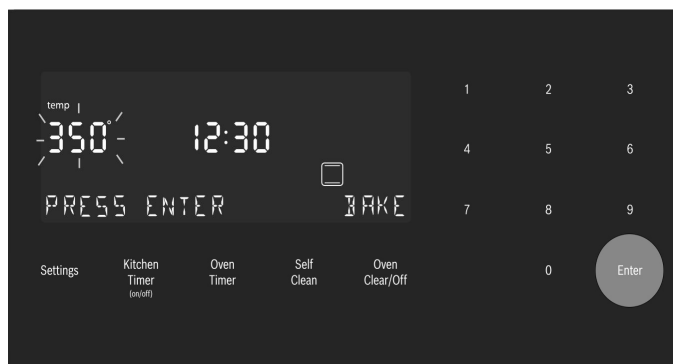 temp
350° 12:30
PRESS ENTER BAKE
1 2 3
4 5 6
7 8 9
0 Enter
Settings
Kitchen
Timer
(on/off)
Oven
Timer
Self
Clean
Oven
Clear/Off